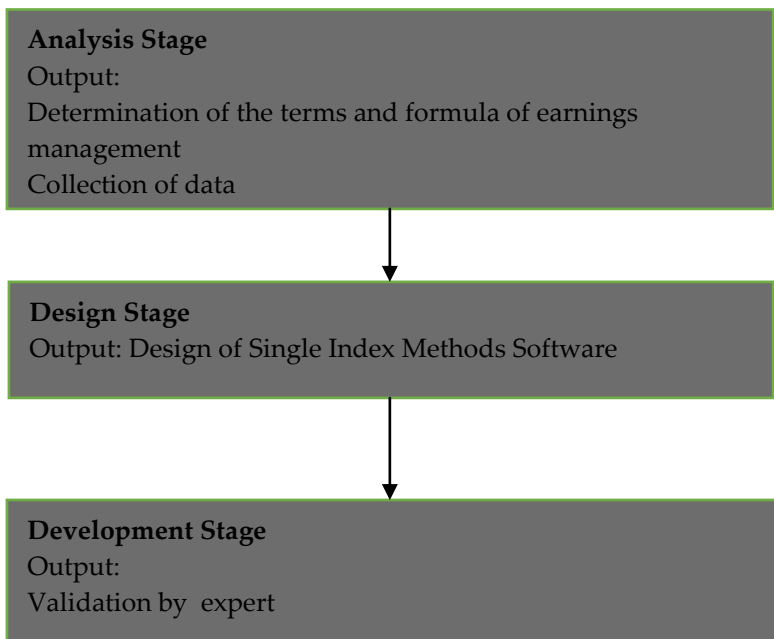 Analysis Stage
Output:
Determination of the terms and formula of earnings
management
Collection of data
Design Stage
Output: Design of Single Index Methods Software
Development Stage
Output:
Validation by expert